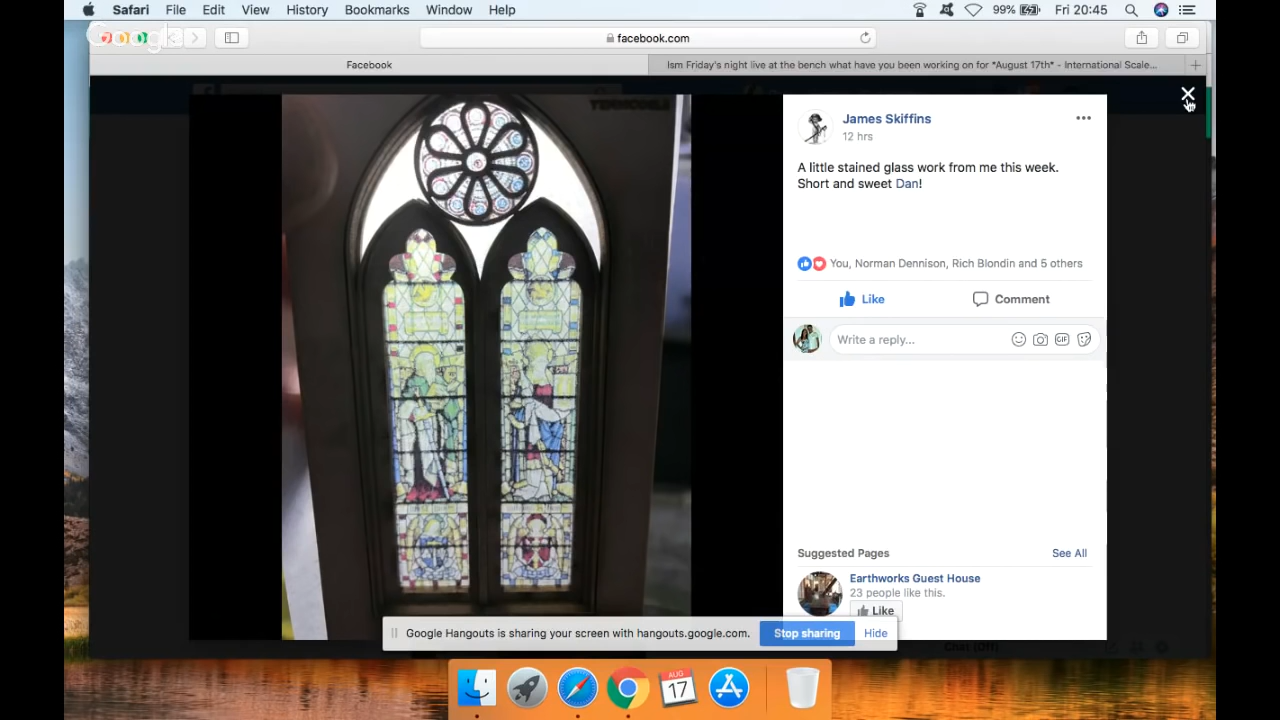 Safari File Edit View History Bookmarks Window Help 99% Fri 20:45
facebook.com
Facebook Ism Friday's night live at the bench what have you been working on for *August 17th* - International Scale...
James Skiffins
12 hrs
A little stained glass work from me this week.
Short and sweet Dan!
You, Norman Dennison, Rich Blondin and 5 others
Like Comment
Write a reply... GIF
Suggested Pages See All
Earthworks Guest House
23 people like this.
Like
Google Hangouts is sharing your screen with hangouts.google.com. Stop sharing Hide
Chat (Off)
AUG
17